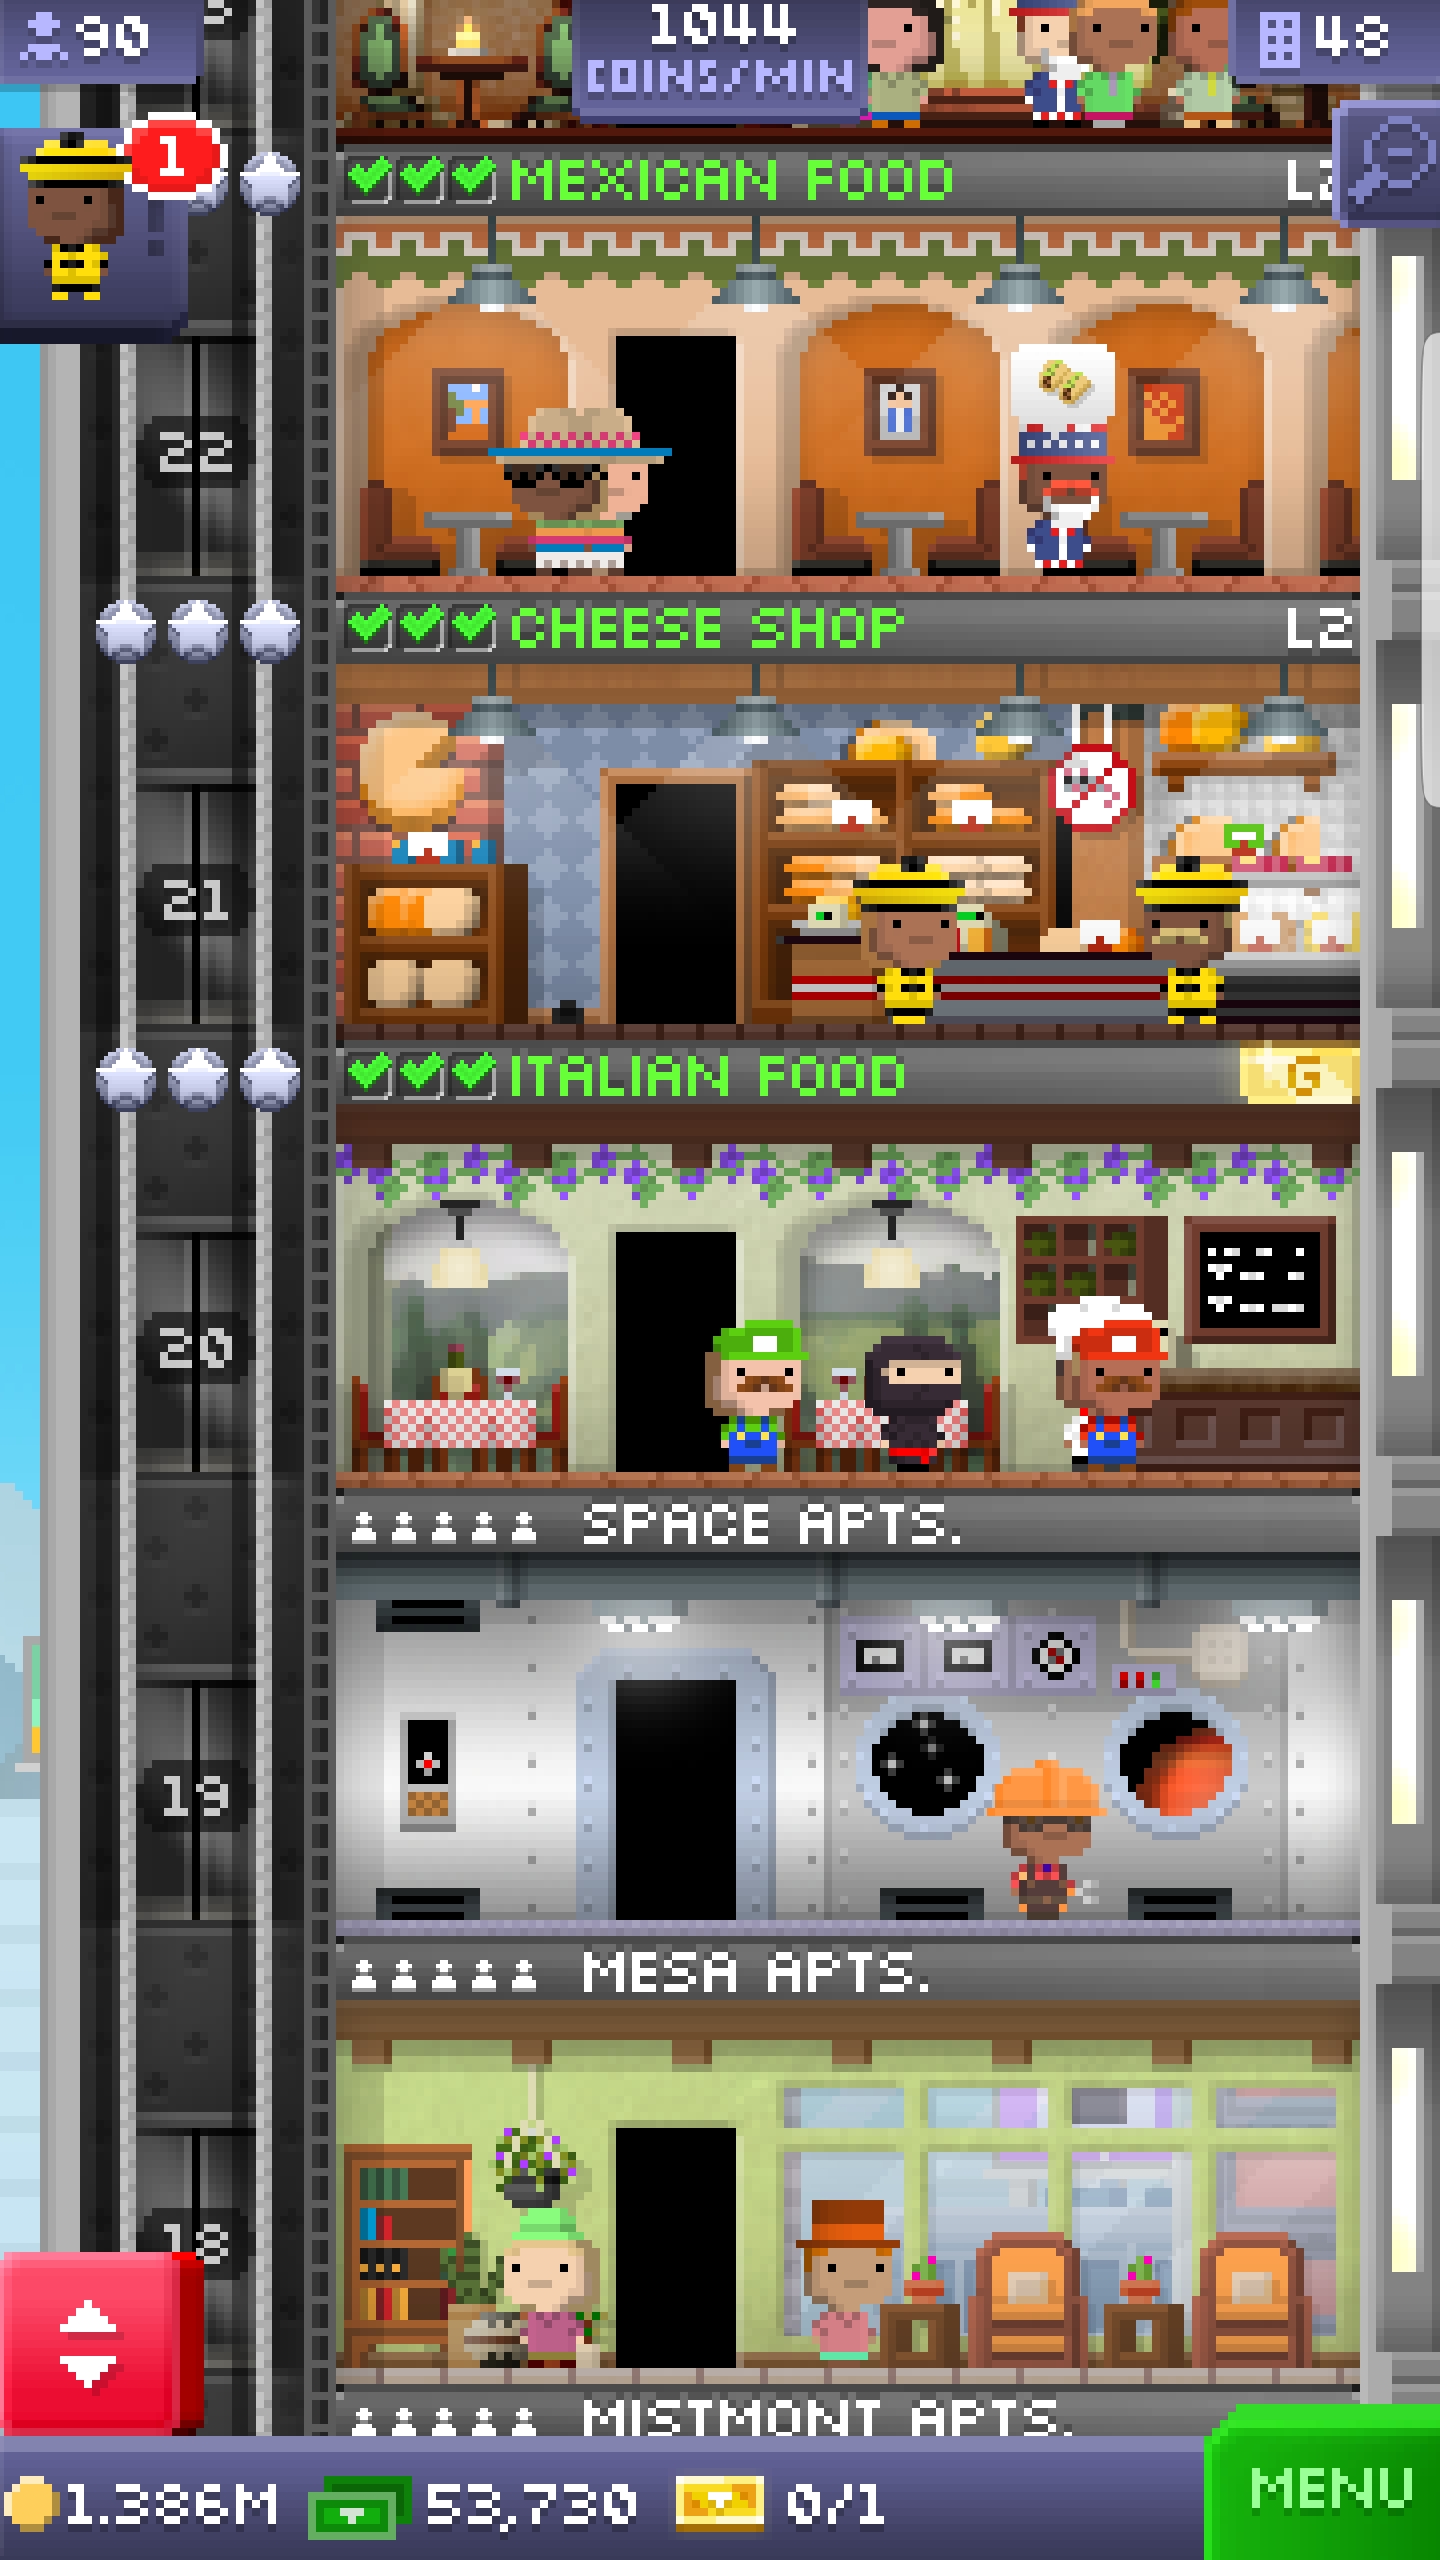 90
1044
COINS/MIN
48
1
MEXICAN FOOD
22
CHEESE SHOP L2
21
ITALIAN FOOD G
20
SPACE APTS.
19
MESA APTS.
18
MISTMONT APTS.
1.386M 53,730 0/1
MENU